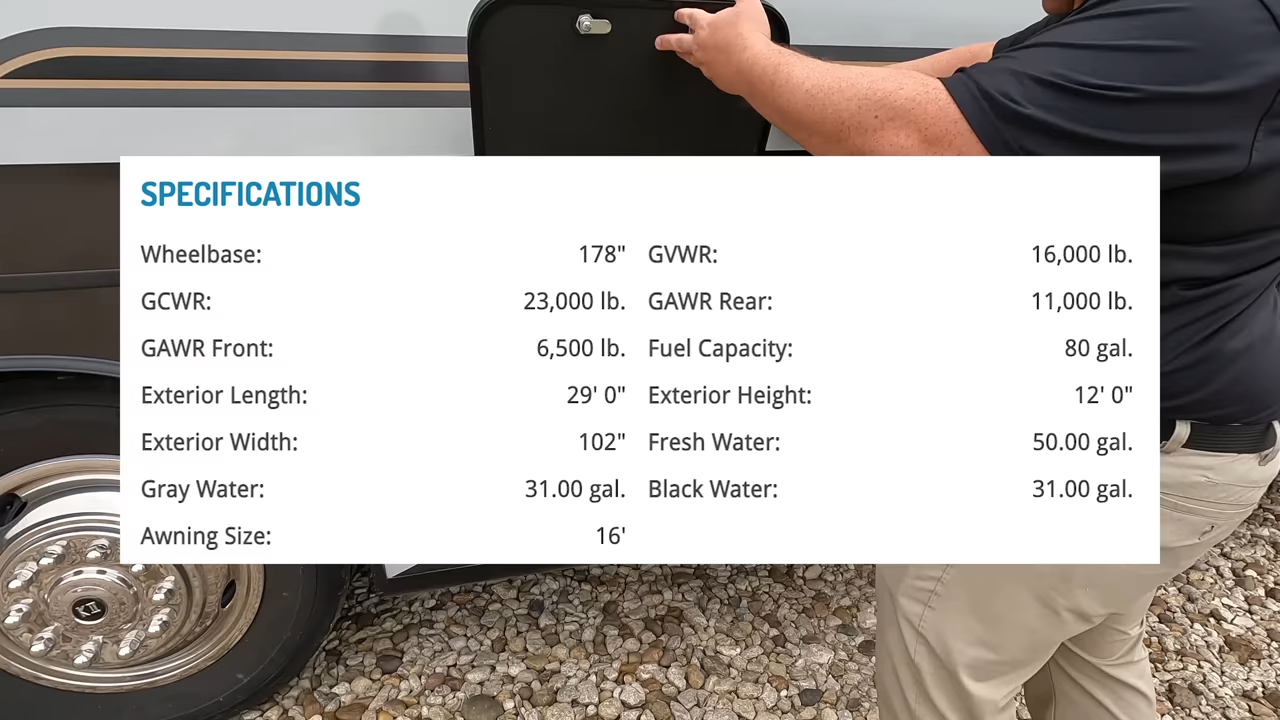 SPECIFICATIONS
Wheelbase: 178" GVWR: 16,000 lb.
GCWR: 23,000 lb. GAWR Rear: 11,000 lb.
GAWR Front: 6,500 lb. Fuel Capacity: 80 gal.
Exterior Length: 29' 0" Exterior Height: 12' 0"
Exterior Width: 102" Fresh Water: 50.00 gal.
Gray Water: 31.00 gal. Black Water: 31.00 gal.
Awning Size: 16'